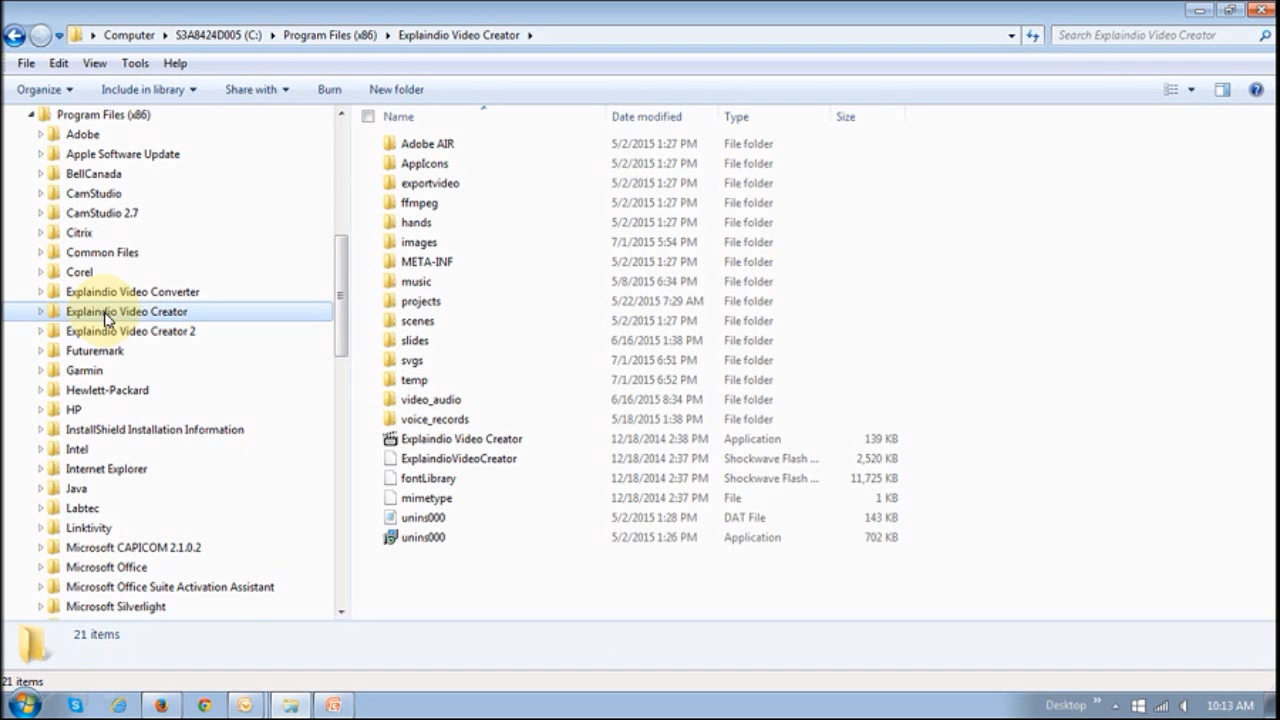 Computer S3A8424D005 (C:) Program Files (x86) Explaindio Video Creator Search Explaindio Video Creator
File Edit View Tools Help
Organize Include in library Share with Burn New folder
Program Files (x86)
Adobe
Apple Software Update
BellCanada
CamStudio
CamStudio 2.7
Citrix
Common Files
Corel
Explaindio Video Converter
Explaindio Video Creator
Explaindio Video Creator 2
Futuremark
Garmin
Hewlett-Packard
HP
InstallShield Installation Information
Intel
Internet Explorer
Java
Labtec
Linktivity
Microsoft CAPICOM 2.1.0.2
Microsoft Office
Microsoft Office Suite Activation Assistant
Microsoft Silverlight
Name Date modified Type Size
Adobe AIR 5/2/2015 1:27 PM File folder
AppIcons 5/2/2015 1:27 PM File folder
exportvideo 5/2/2015 1:27 PM File folder
ffmpeg 5/2/2015 1:27 PM File folder
hands 5/2/2015 1:27 PM File folder
images 7/1/2015 5:54 PM File folder
META-INF 5/2/2015 1:27 PM File folder
music 5/8/2015 6:34 PM File folder
projects 5/22/2015 7:29 AM File folder
scenes 5/2/2015 1:27 PM File folder
slides 6/16/2015 1:38 PM File folder
svgs 7/1/2015 6:51 PM File folder
temp 7/1/2015 6:52 PM File folder
video_audio 6/16/2015 8:34 PM File folder
voice_records 5/18/2015 1:38 PM File folder
Explaindio Video Creator 12/18/2014 2:38 PM Application 139 KB
ExplaindioVideoCreator 12/18/2014 2:37 PM Shockwave Flash ... 2,520 KB
fontLibrary 12/18/2014 2:37 PM Shockwave Flash ... 11,725 KB
mimetype 12/18/2014 2:37 PM File 1 KB
unins000 5/2/2015 1:28 PM DAT File 143 KB
unins000 5/2/2015 1:26 PM Application 702 KB
21 items
21 items
Desktop 10:13 AM